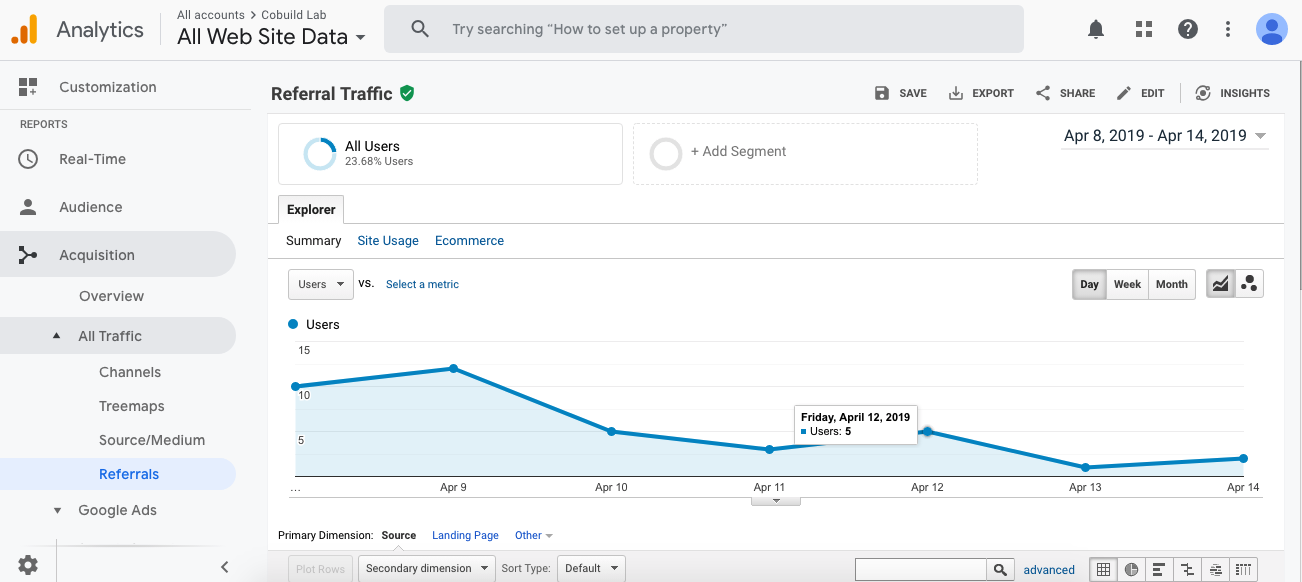 Analytics
All accounts > Cobuild Lab
All Web Site Data
Try searching “How to set up a property”
Customization
REPORTS
Real-Time
Audience
Acquisition
Overview
All Traffic
Channels
Treemaps
Source/Medium
Referrals
Google Ads
Referral Traffic
SAVE
EXPORT
SHARE
EDIT
INSIGHTS
All Users
23.68% Users
+ Add Segment
Apr 8, 2019 - Apr 14, 2019
Explorer
Summary Site Usage Ecommerce
Users VS. Select a metric
Day Week Month
Users
15
10
5
Friday, April 12, 2019
Users: 5
... Apr 9 Apr 10 Apr 11 Apr 12 Apr 13 Apr 14
Primary Dimension: Source Landing Page Other
Plot Rows Secondary dimension Sort Type: Default advanced